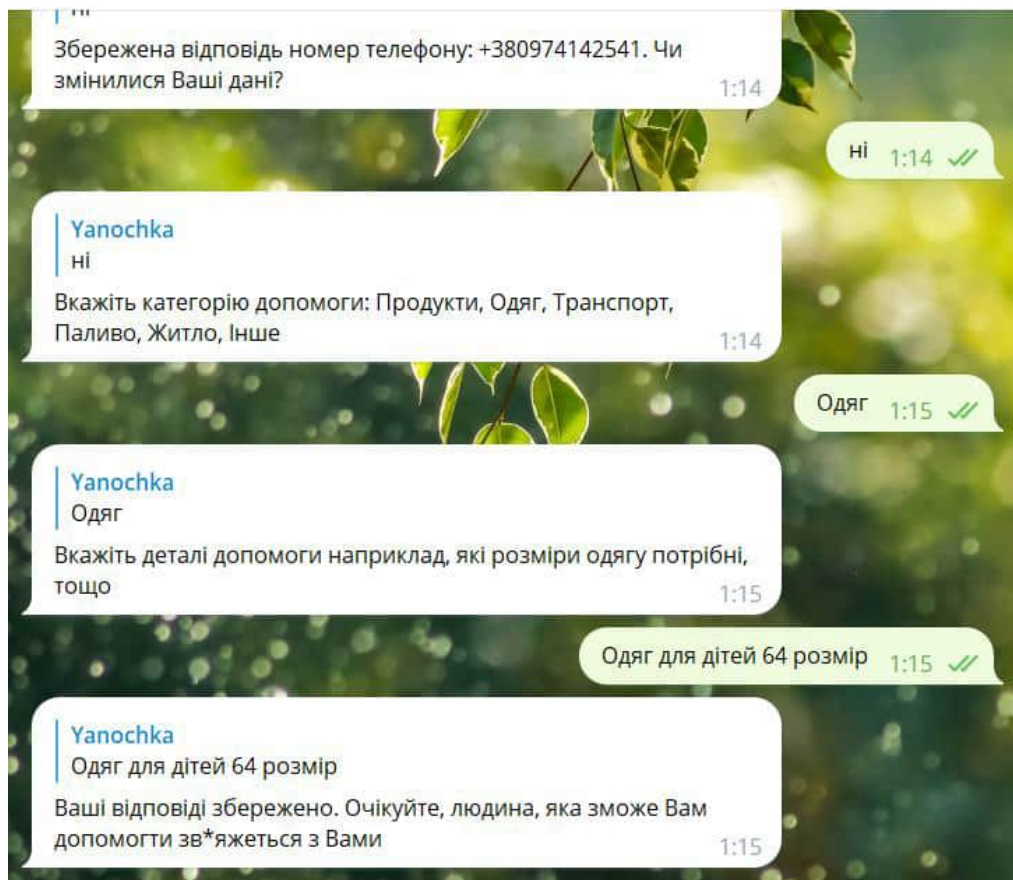 Збережена відповідь номер телефону: +380974142541. Чи
змінилися Ваші дані?
1:14
ні 1:14
Yanochka
ні
Вкажіть категорію допомоги: Продукти, Одяг, Транспорт,
Паливо, Житло, Інше
1:14
Одяг 1:15
Yanochka
Одяг
Вкажіть деталі допомоги наприклад, які розміри одягу потрібні,
тощо
1:15
Одяг для дітей 64 розмір 1:15
Yanochka
Одяг для дітей 64 розмір
Ваші відповіді збережено. Очікуйте, людина, яка зможе Вам
допомогти зв*яжеться з Вами
1:15